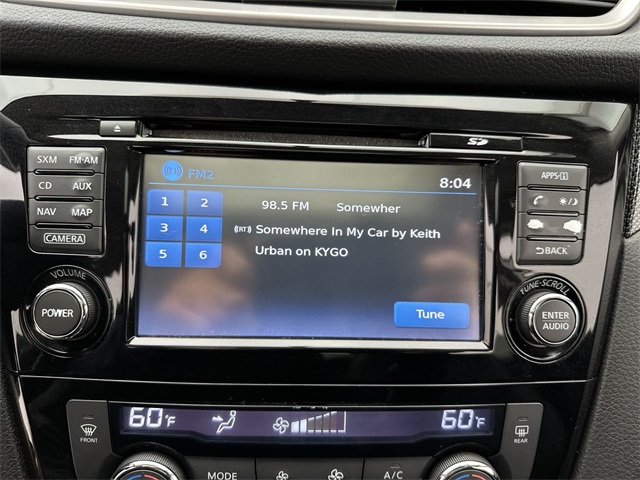 SD
SXM FM·AM
CD AUX
NAV MAP
CAMERA
VOLUME
POWER
FM2 8:04
1 2 98.5 FM Somewher
3 4 (RT) Somewhere In My Car by Keith
Urban on KYGO
5 6
Tune
APPS·i
BACK
TUNE·SCROLL
ENTER
AUDIO
60°F 60°F
FRONT
REAR
MODE A/C